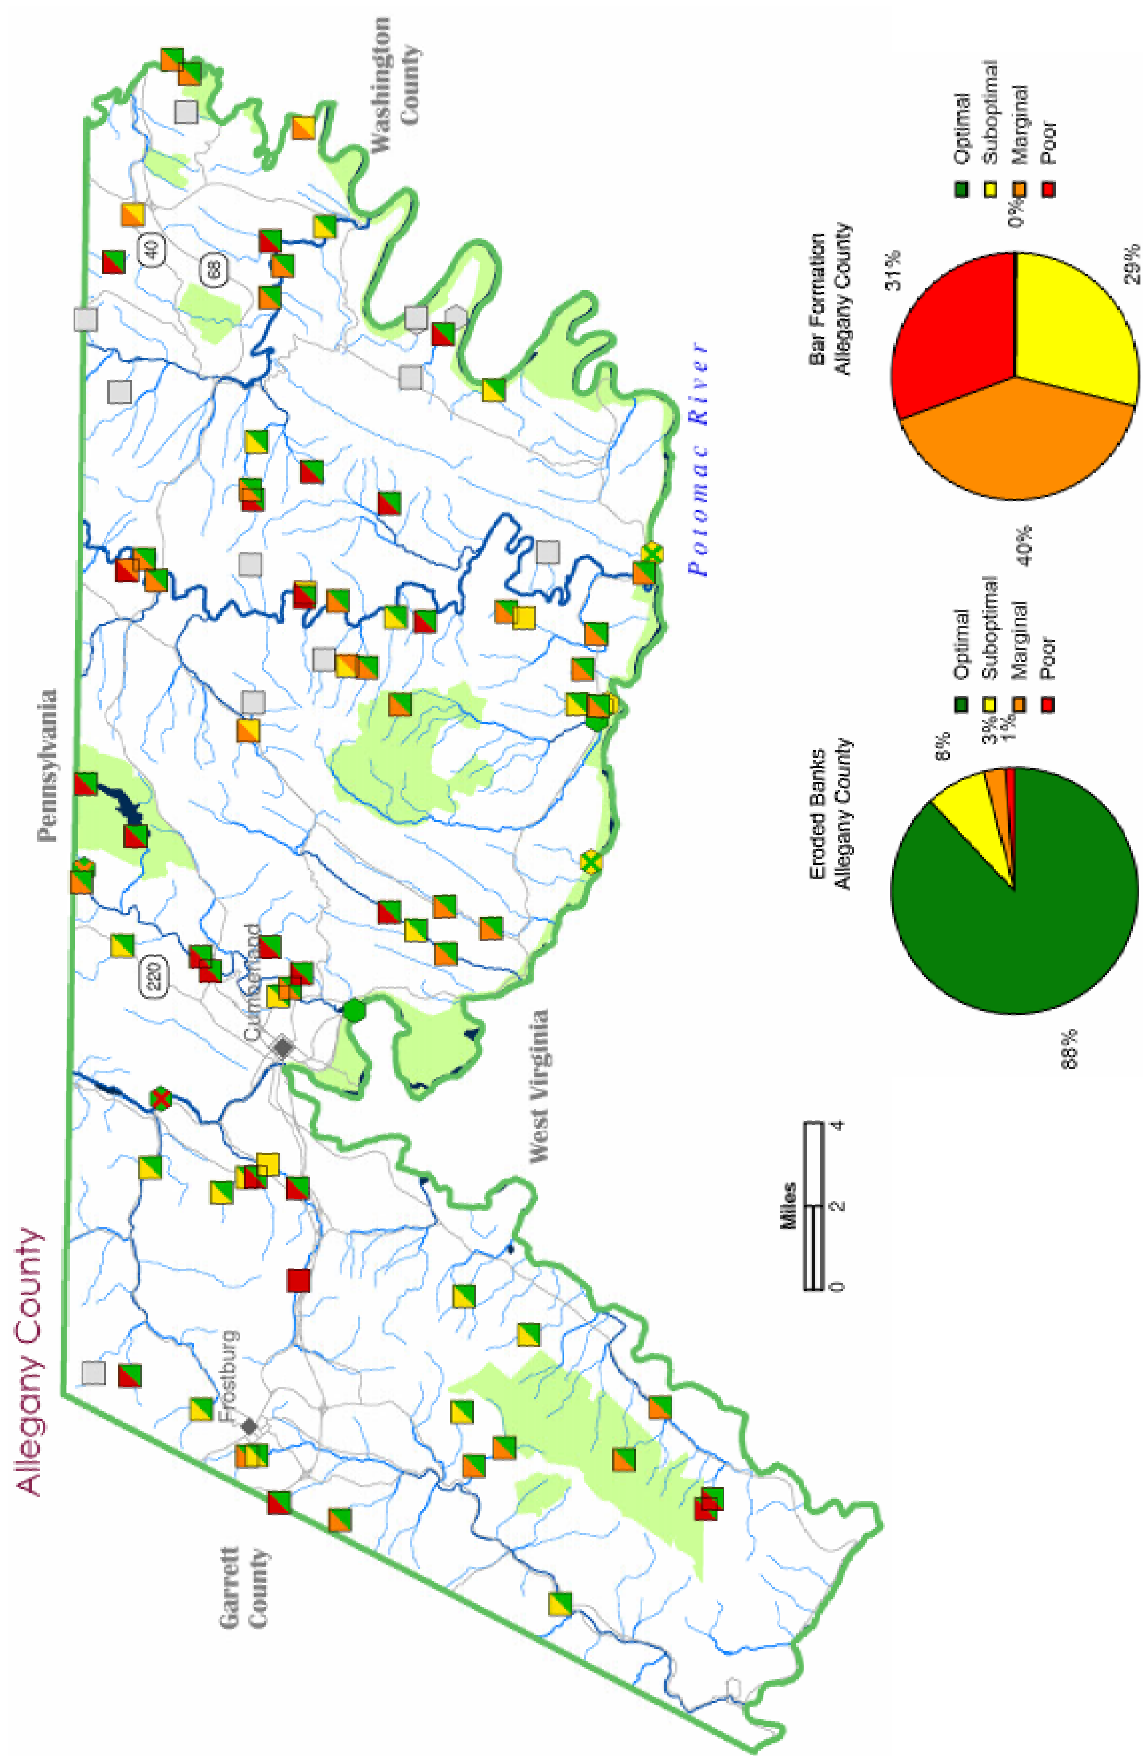 Allegany County
Pennsylvania
Garrett
County
Washington
County
West Virginia
Potomac River
Frostburg
Cumberland
220
68
40
Miles
0
2
4
Eroded Banks
Allegany County
88%
8%
3%
1%
Optimal
Suboptimal
Marginal
Poor
Bar Formation
Allegany County
40%
31%
29%
0%
Optimal
Suboptimal
Marginal
Poor